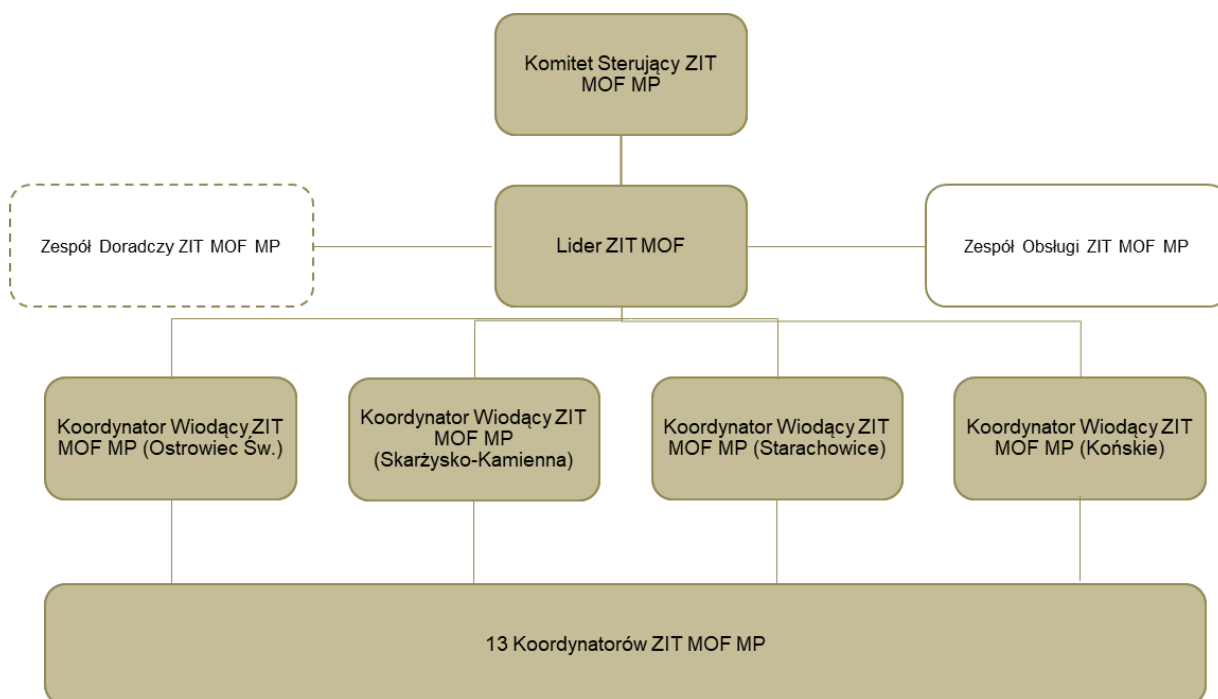 Komitet Sterujący ZIT
MOF MP
Zespół Doradczy ZIT MOF MP
Lider ZIT MOF
Zespół Obsługi ZIT MOF MP
Koordynator Wiodący ZIT
MOF MP (Ostrowiec Św.)
Koordynator Wiodący ZIT
MOF MP
(Skarżysko-Kamienna)
Koordynator Wiodący ZIT
MOF MP (Starachowice)
Koordynator Wiodący ZIT
MOF MP (Końskie)
13 Koordynatorów ZIT MOF MP